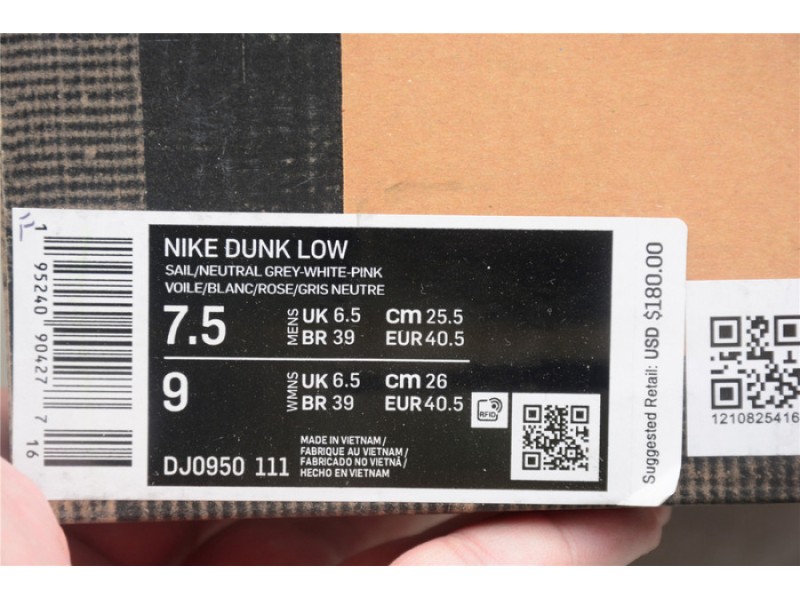 NIKE DUNK LOW
SAIL/NEUTRAL GREY-WHITE-PINK
VOILE/BLANC/ROSE/GRIS NEUTRE
7.5 MENS UK 6.5 cm 25.5
BR 39 EUR 40.5
9 WMNS UK 6.5 cm 26
BR 39 EUR 40.5
RFID
DJ0950 111
MADE IN VIETNAM/
FABRIQUE AU VIETNAM/
FABRICADO NO VIETNÃ/
HECHO EN VIETNAM
1 95240 90427 7 16
Suggested Retail: USD $180.00
1210825416